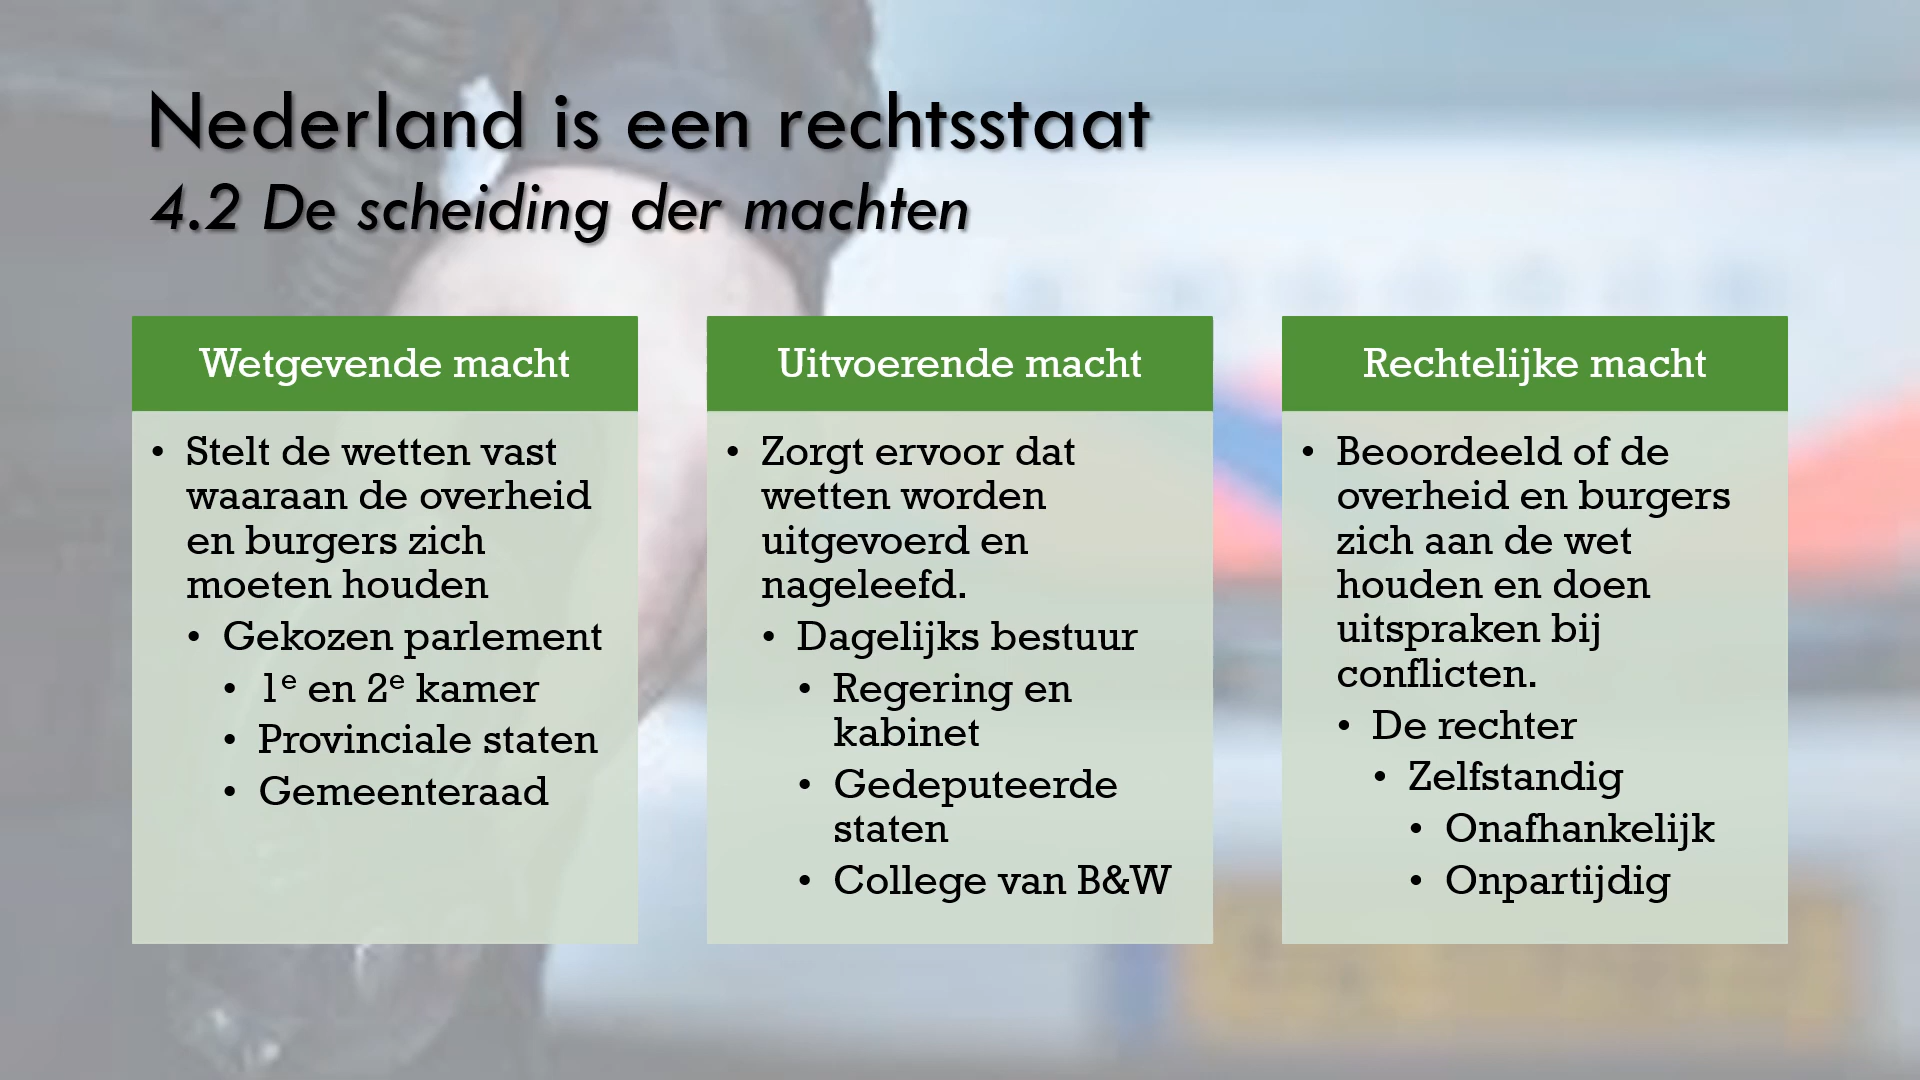 Nederland is een rechtsstaat
4.2 De scheiding der machten
Wetgevende macht
• Stelt de wetten vast
waaraan de overheid
en burgers zich
moeten houden
• Gekozen parlement
• 1e en 2e kamer
• Provinciale staten
• Gemeenteraad
Uitvoerende macht
• Zorgt ervoor dat
wetten worden
uitgevoerd en
nageleefd.
• Dagelijks bestuur
• Regering en
kabinet
• Gedeputeerde
staten
• College van B&W
Rechtelijke macht
• Beoordeeld of de
overheid en burgers
zich aan de wet
houden en doen
uitspraken bij
conflicten.
• De rechter
• Zelfstandig
• Onafhankelijk
• Onpartijdig